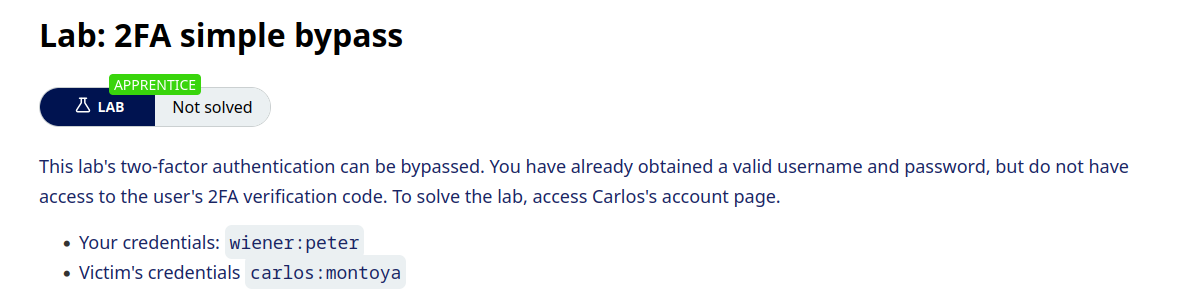 Lab: 2FA simple bypass
APPRENTICE
LAB Not solved
This lab's two-factor authentication can be bypassed. You have already obtained a valid username and password, but do not have
access to the user's 2FA verification code. To solve the lab, access Carlos's account page.
• Your credentials: wiener:peter
• Victim's credentials carlos:montoya